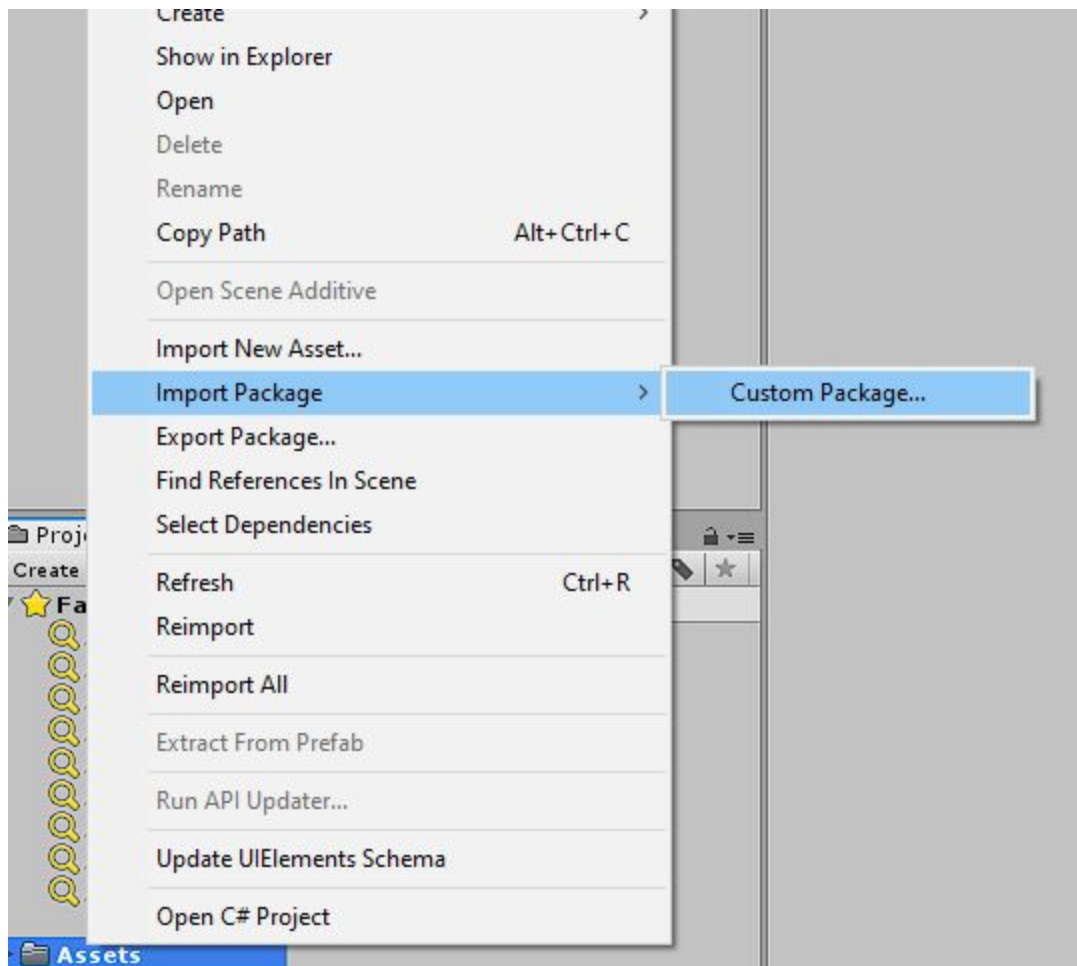 Create
Show in Explorer
Open
Delete
Rename
Copy Path Alt+Ctrl+C
Open Scene Additive
Import New Asset...
Import Package Custom Package...
Export Package...
Find References In Scene
Select Dependencies
Proj
Create
Refresh Ctrl+R
Fa
Reimport
Reimport All
Extract From Prefab
Run API Updater...
Update UIElements Schema
Open C# Project
Assets